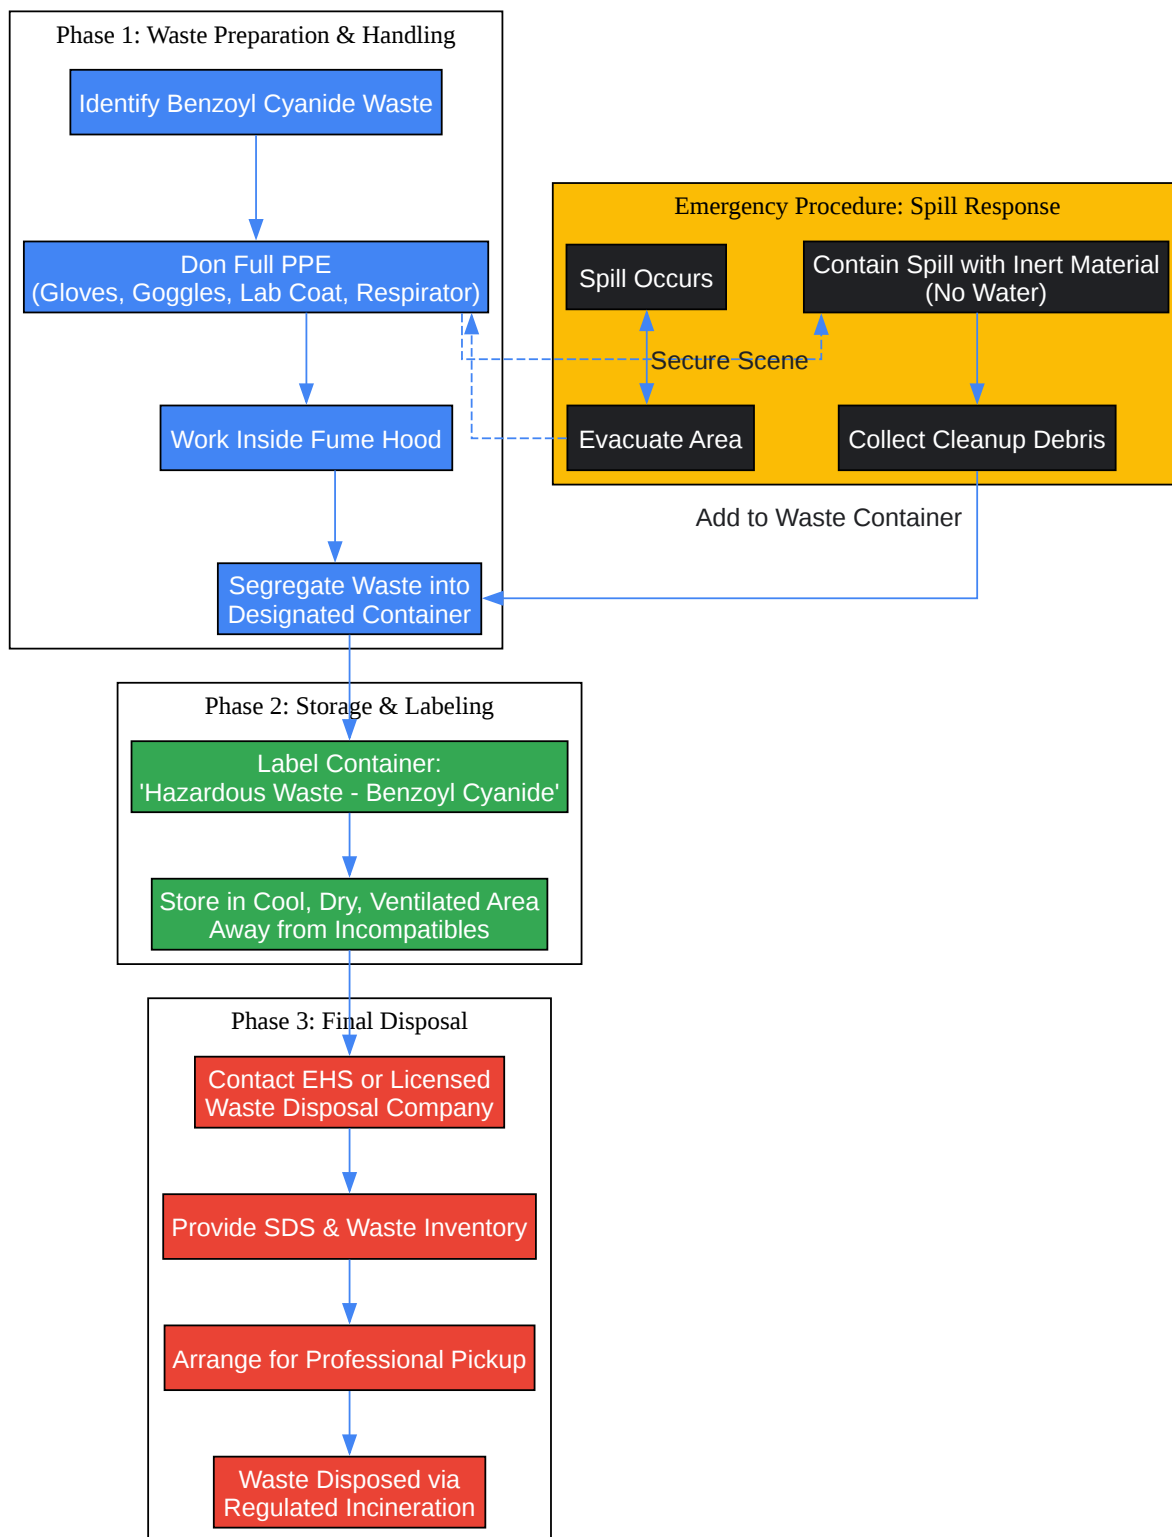 Phase 1: Waste Preparation & Handling
Identify Benzoyl Cyanide Waste
Don Full PPE
(Gloves, Goggles, Lab Coat, Respirator)
Work Inside Fume Hood
Segregate Waste into
Designated Container
Emergency Procedure: Spill Response
Spill Occurs
Contain Spill with Inert Material
(No Water)
Secure Scene
Evacuate Area
Collect Cleanup Debris
Add to Waste Container
Phase 2: Storage & Labeling
Label Container:
'Hazardous Waste - Benzoyl Cyanide'
Store in Cool, Dry, Ventilated Area
Away from Incompatibles
Phase 3: Final Disposal
Contact EHS or Licensed
Waste Disposal Company
Provide SDS & Waste Inventory
Arrange for Professional Pickup
Waste Disposed via
Regulated Incineration